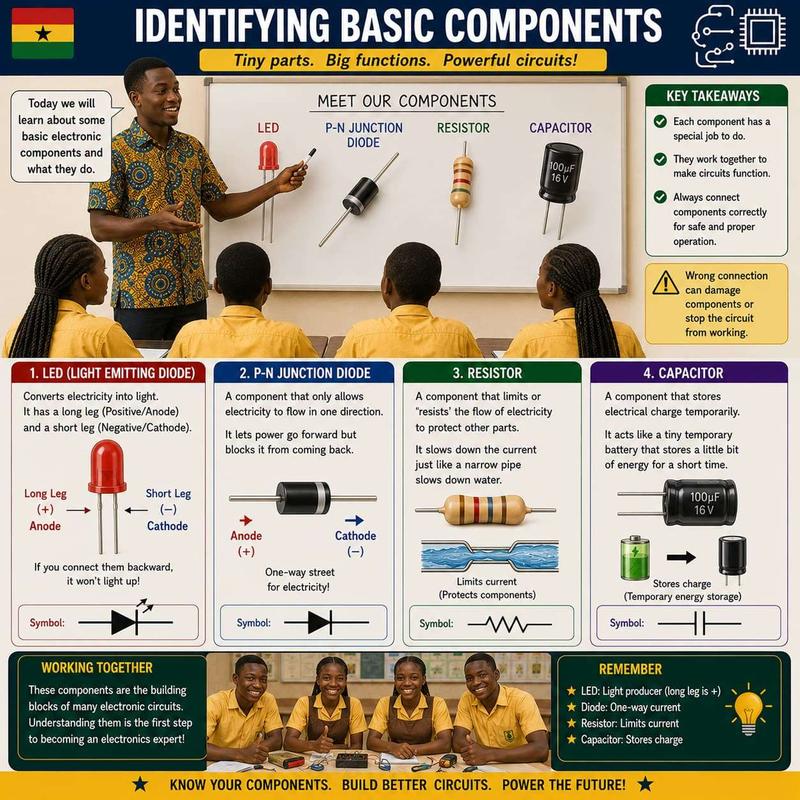 IDENTIFYING BASIC COMPONENTS
Tiny parts. Big functions. Powerful circuits!
Today we will
learn about some
basic electronic
components and
what they do.
MEET OUR COMPONENTS
LED
P-N JUNCTION
DIODE
RESISTOR
CAPACITOR
100μF
16V
KEY TAKEAWAYS
Each component has a
special job to do.
They work together to
make circuits function.
Always connect
components correctly
for safe and proper
operation.
Wrong connection
can damage
components or
stop the circuit
from working.
1. LED (LIGHT EMITTING DIODE)
Converts electricity into light.
It has a long leg (Positive/Anode)
and a short leg (Negative/Cathode).
Long Leg
(+)
Anode
Short Leg
(−)
Cathode
If you connect them backward,
it won't light up!
Symbol:
2. P-N JUNCTION DIODE
A component that only allows
electricity to flow in one direction.
It lets power go forward but
blocks it from coming back.
Anode
(+)
Cathode
(−)
One-way street
for electricity!
Symbol:
3. RESISTOR
A component that limits or
'resists' the flow of electricity
to protect other parts.
It slows down the current
just like a narrow pipe
slows down water.
Limits current
(Protects components)
Symbol:
4. CAPACITOR
A component that stores
electrical charge temporarily.
It acts like a tiny temporary
battery that stores a little bit
of energy for a short time.
100μF
16V
Stores charge
(Temporary energy storage)
Symbol:
WORKING TOGETHER
These components are the building
blocks of many electronic circuits.
Understanding them is the first step
to becoming an electronics expert!
REMEMBER
LED: Light producer (long leg is +)
Diode: One-way current
Resistor: Limits current
Capacitor: Stores charge
KNOW YOUR COMPONENTS. BUILD BETTER CIRCUITS. POWER THE FUTURE!